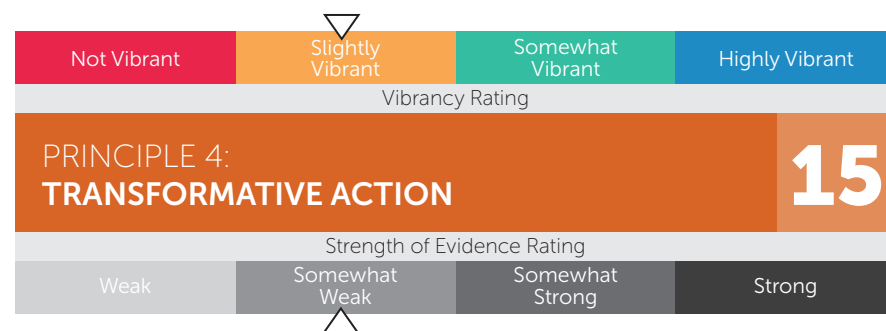 Not Vibrant
Slightly
Vibrant
Somewhat
Vibrant
Highly Vibrant
Vibrancy Rating
PRINCIPLE 4:
TRANSFORMATIVE ACTION
15
Strength of Evidence Rating
Weak
Somewhat
Weak
Somewhat
Strong
Strong